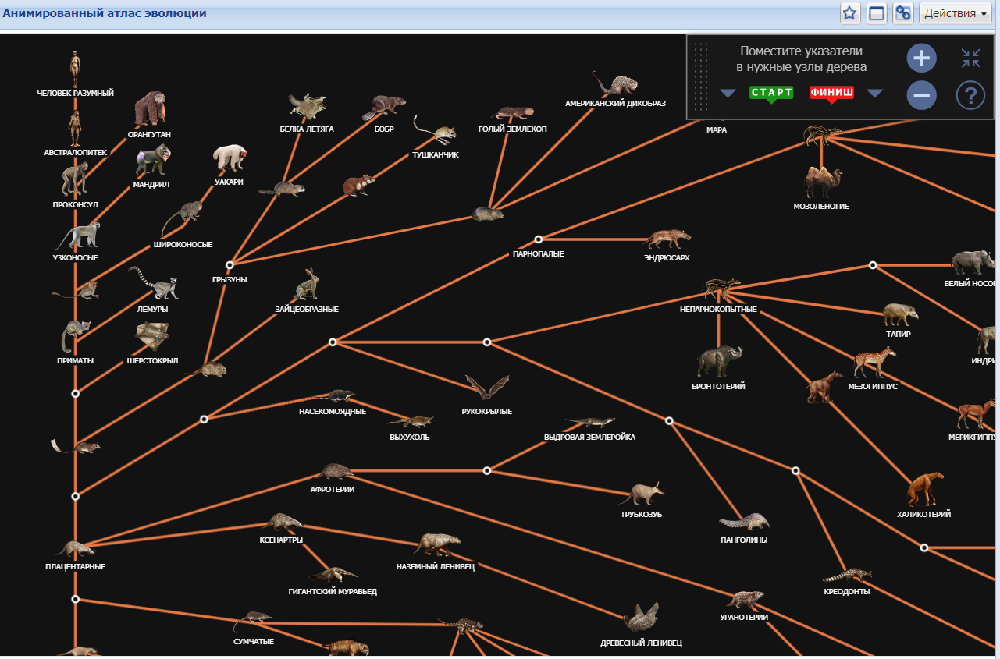 Анимированный атлас эволюции
Действия
Поместите указатели
в нужные узлы дерева
СТАРТ
ФИНИШ
?
ЧЕЛОВЕК РАЗУМНЫЙ
АМЕРИКАНСКИЙ ДИКОБРАЗ
БЕЛКА ЛЕТЯГА
БОБР
ГОЛЫЙ ЗЕМЛЕКОП
МАРА
ОРАНГУТАН
АВСТРАЛОПИТЕК
ТУШКАНЧИК
МАНДРИЛ
УАКАРИ
ПРОКОНСУЛ
МОЗОЛЕНОГИЕ
ШИРОКОНОСЫЕ
УЗКОНОСЫЕ
ПАРНОПАЛЫЕ
ЭНДРЮСАРХ
ГРЫЗУНЫ
БЕЛЫЙ НОСОР
ЛЕМУРЫ
ЗАЙЦЕОБРАЗНЫЕ
НЕПАРНОКОПЫТНЫЕ
ТАПИР
ПРИМАТЫ
ШЕРСТОКРЫЛ
ИНДРИ
БРОНТОТЕРИЙ
МЕЗОГИППУС
НАСЕКОМОЯДНЫЕ
РУКОКРЫЛЫЕ
ВЫХУХОЛЬ
ВЫДРОВАЯ ЗЕМЛЕРОЙКА
МЕРИКГИППУ
АФРОТЕРИИ
ТРУБКОЗУБ
ХАЛИКОТЕРИЙ
КСЕНАРТРЫ
ПАНГОЛИНЫ
ПЛАЦЕНТАРНЫЕ
НАЗЕМНЫЙ ЛЕНИВЕЦ
ГИГАНТСКИЙ МУРАВЬЕД
КРЕОДОНТЫ
УРАНОТЕРИИ
СУМЧАТЫЕ
ДРЕВЕСНЫЙ ЛЕНИВЕЦ